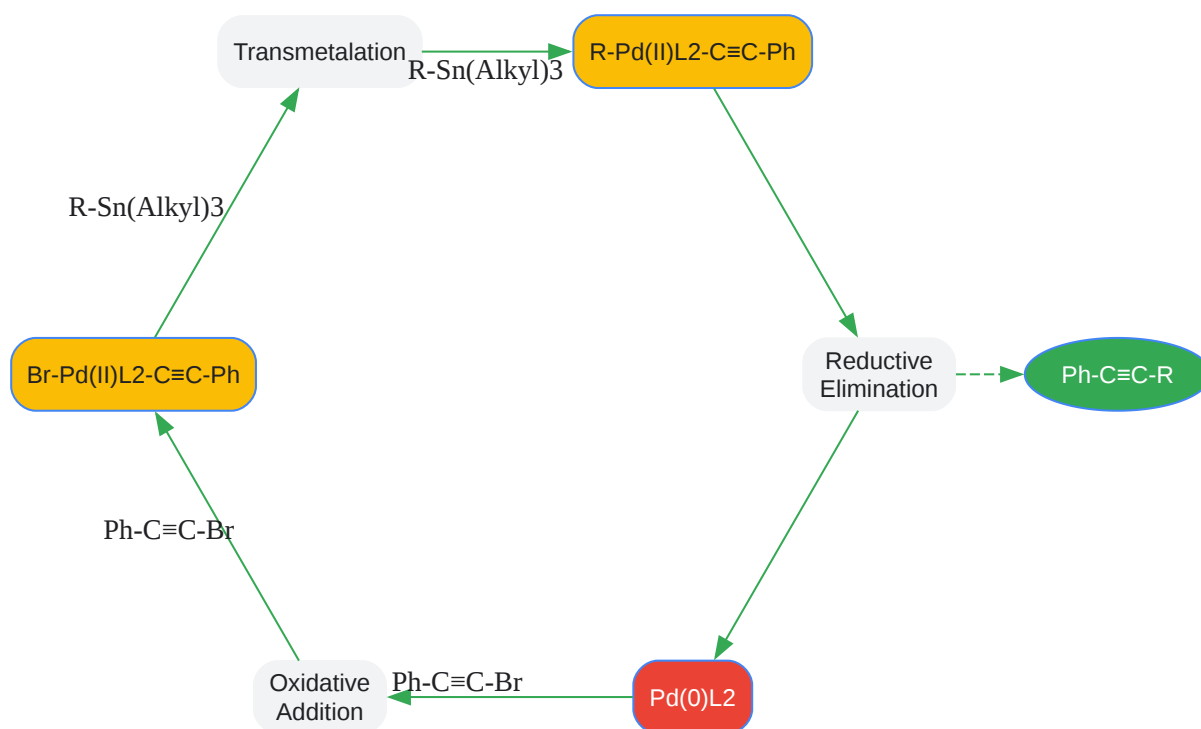 Transmetalation
R-Sn(Alkyl)3
R-Pd(II)L2-C≡C-Ph
R-Sn(Alkyl)3
Br-Pd(II)L2-C≡C-Ph
Reductive
Elimination
Ph-C≡C-R
Ph-C≡C-Br
Oxidative
Addition
Ph-C≡C-Br
Pd(0)L2